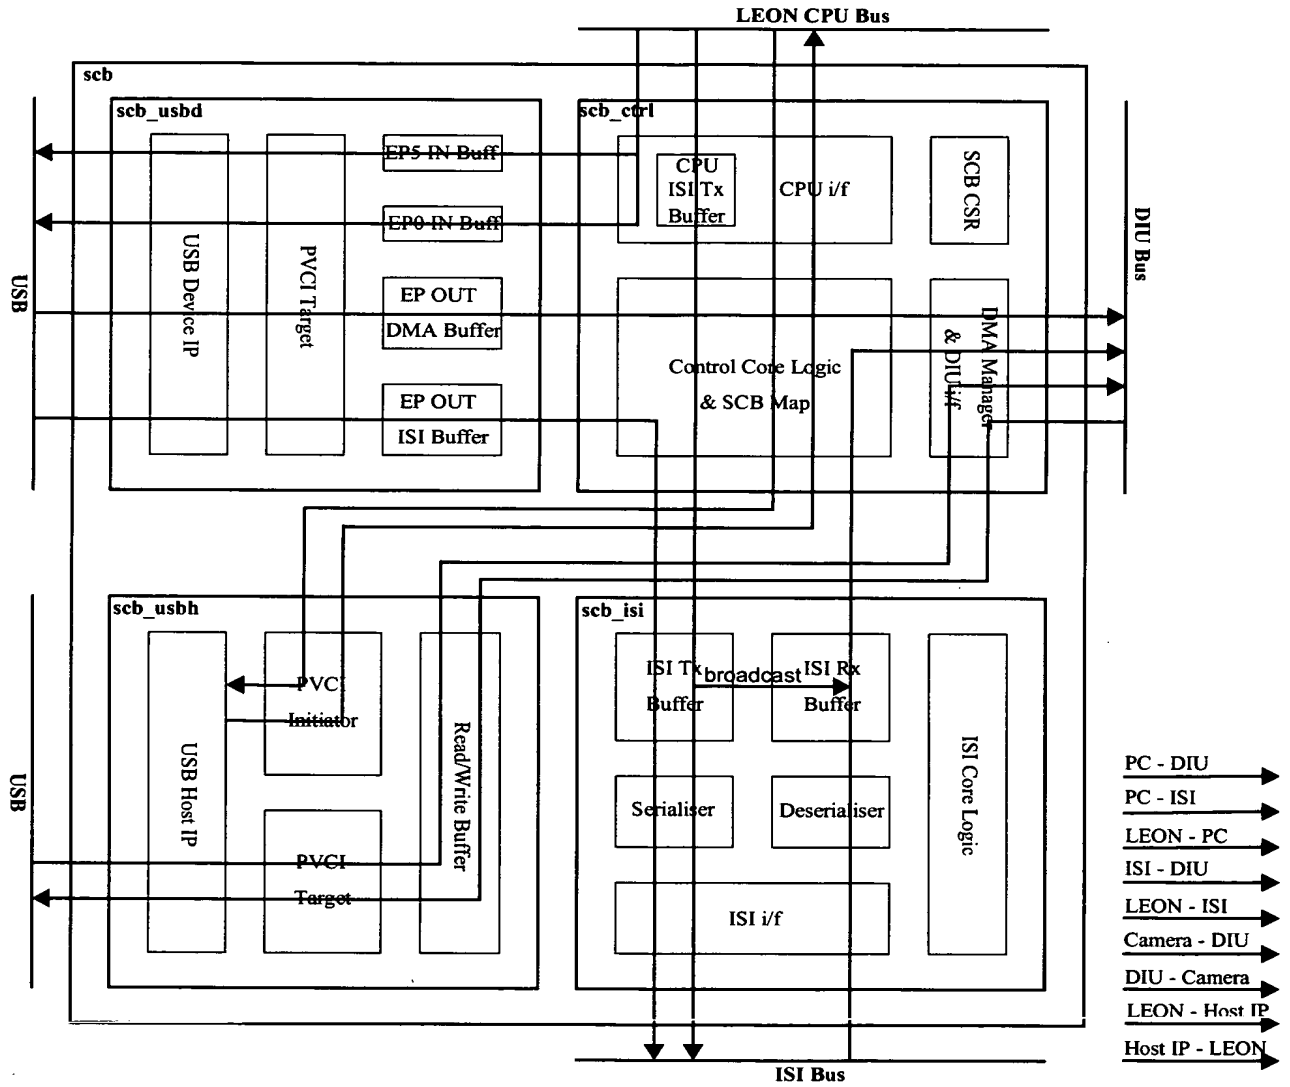 LEON CPU Bus
scb
scb_usbd
EP5 IN Buff
EP0 IN Buff
EP OUT
DMA Buffer
EP OUT
ISI Buffer
USB Device IP
PVCI Target
USB
scb_ctrl
CPU
ISI Tx
Buffer
CPU i/f
SCB CSR
Control Core Logic
& SCB Map
DMA Manager
& DIU i/f
DIU Bus
scb_usbh
USB
USB Host IP
PVCI
Initiator
PVCI
Target
Read/Write Buffer
scb_isi
ISI Tx
Buffer
broadcast
ISI Rx
Buffer
Serialiser
Deserialiser
ISI i/f
ISI Core Logic
ISI Bus
PC - DIU
PC - ISI
LEON - PC
ISI - DIU
LEON - ISI
Camera - DIU
DIU - Camera
LEON - Host IP
Host IP - LEON